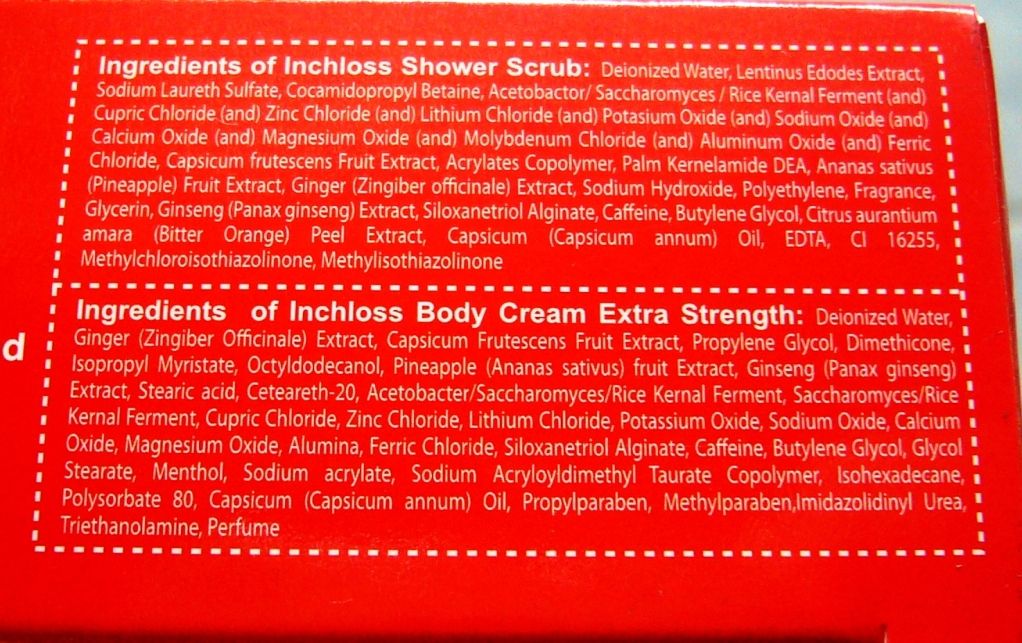 Ingredients of Inchloss Shower Scrub: Deionized Water, Lentinus Edodes Extract,
Sodium Laureth Sulfate, Cocamidopropyl Betaine, Acetobactor/ Saccharomyces / Rice Kernal Ferment (and)
Cupric Chloride (and) Zinc Chloride (and) Lithium Chloride (and) Potasium Oxide (and) Sodium Oxide (and)
Calcium Oxide (and) Magnesium Oxide (and) Molybdenum Chloride (and) Aluminum Oxide (and) Ferric
Chloride, Capsicum frutescens Fruit Extract, Acrylates Copolymer, Palm Kernelamide DEA, Ananas sativus
(Pineapple) Fruit Extract, Ginger (Zingiber officinale) Extract, Sodium Hydroxide, Polyethylene, Fragrance,
Glycerin, Ginseng (Panax ginseng) Extract, Siloxanetriol Alginate, Caffeine, Butylene Glycol, Citrus aurantium
amara (Bitter Orange) Peel Extract, Capsicum (Capsicum annum) Oil, EDTA, CI 16255,
Methylchloroisothiazolinone, Methylisothiazolinone
Ingredients of Inchloss Body Cream Extra Strength: Deionized Water,
d
Ginger (Zingiber Officinale) Extract, Capsicum Frutescens Fruit Extract, Propylene Glycol, Dimethicone,
Isopropyl Myristate, Octyldodecanol, Pineapple (Ananas sativus) fruit Extract, Ginseng (Panax ginseng)
Extract, Stearic acid, Ceteareth-20, Acetobacter/Saccharomyces/Rice Kernal Ferment, Saccharomyces/Rice
Kernal Ferment, Cupric Chloride, Zinc Chloride, Lithium Chloride, Potassium Oxide, Sodium Oxide, Calcium
Oxide, Magnesium Oxide, Alumina, Ferric Chloride, Siloxanetriol Alginate, Caffeine, Butylene Glycol, Glycol
Stearate, Menthol, Sodium acrylate, Sodium Acryloyldimethyl Taurate Copolymer, Isohexadecane,
Polysorbate 80, Capsicum (Capsicum annum) Oil, Propylparaben, Methylparaben,Imidazolidinyl Urea,
Triethanolamine, Perfume